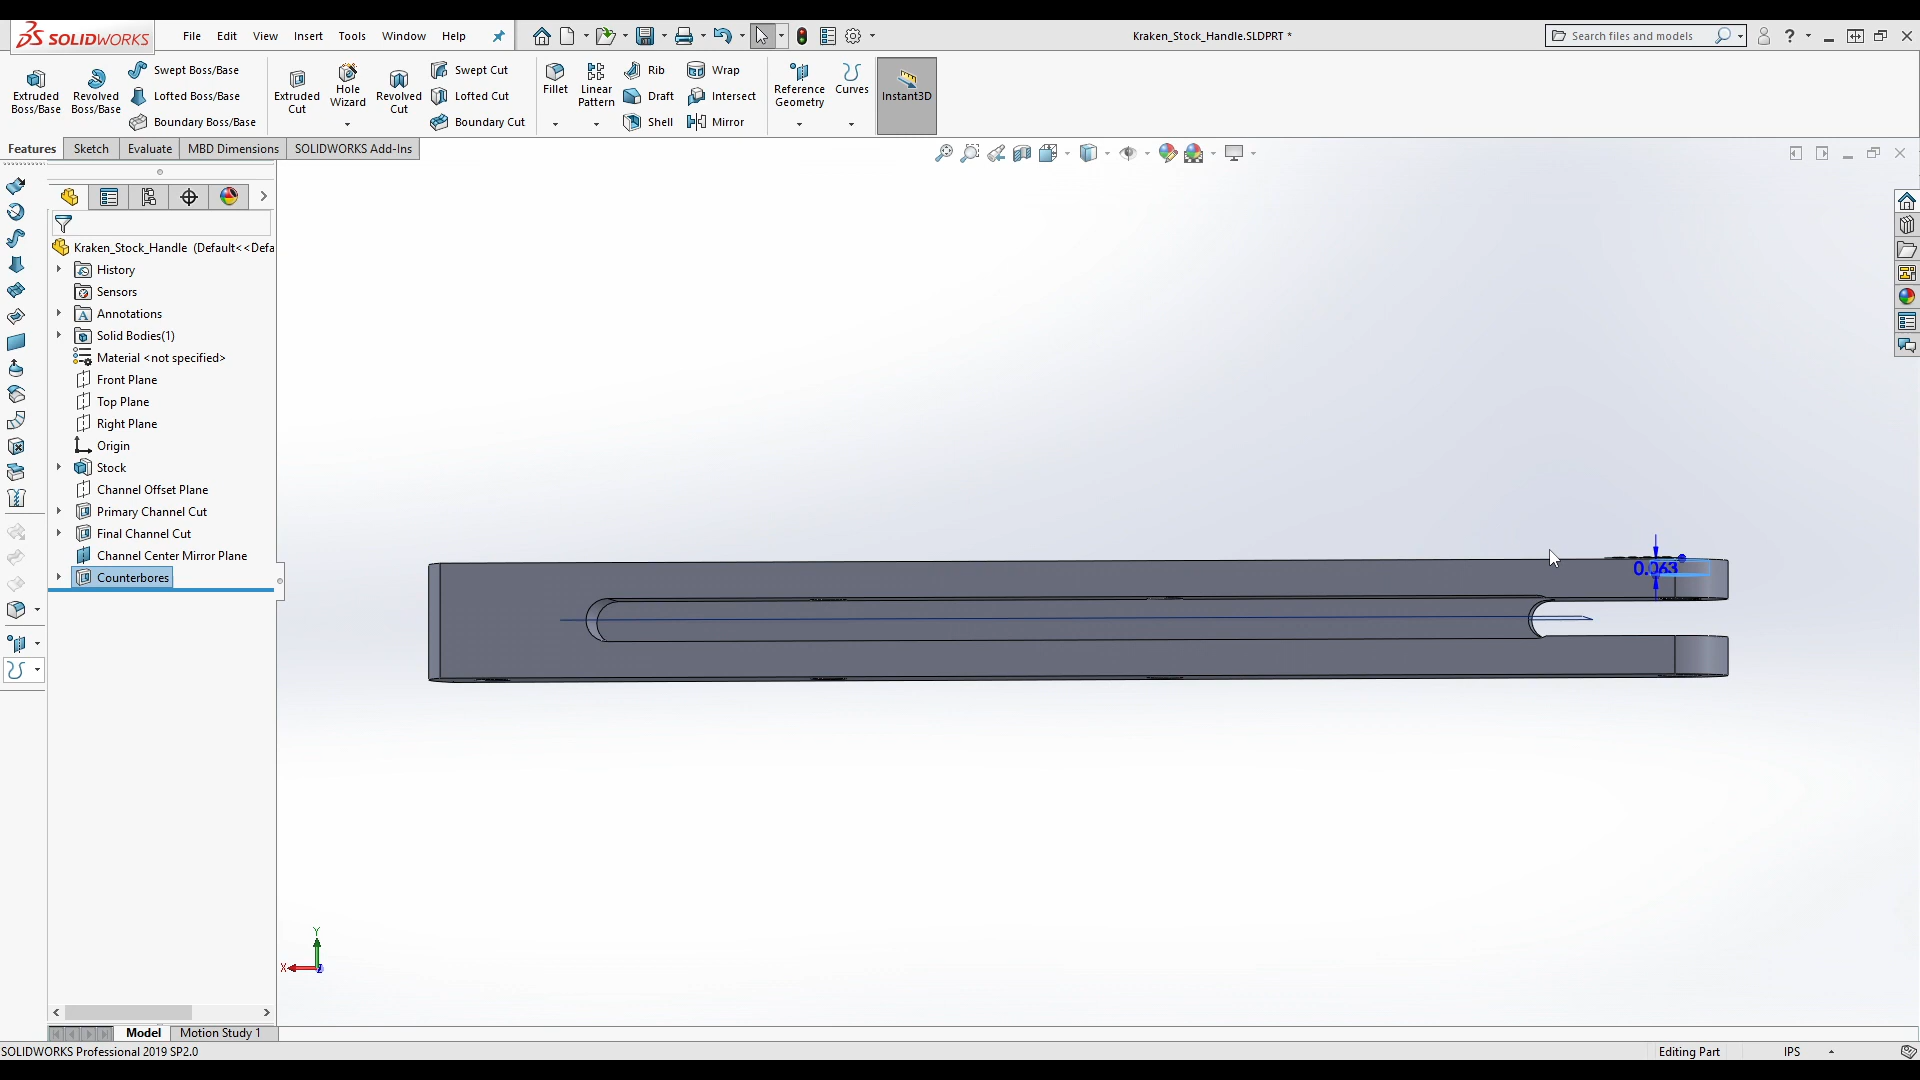 SOLIDWORKS
File Edit View Insert Tools Window Help
Kraken_Stock_Handle.SLDPRT *
Search files and models
Extruded Boss/Base
Revolved Boss/Base
Swept Boss/Base
Lofted Boss/Base
Boundary Boss/Base
Extruded Cut
Hole Wizard
Revolved Cut
Swept Cut
Lofted Cut
Boundary Cut
Fillet
Linear Pattern
Rib
Draft
Shell
Wrap
Intersect
Mirror
Reference Geometry
Curves
Instant3D
Features Sketch Evaluate MBD Dimensions SOLIDWORKS Add-Ins
Kraken_Stock_Handle (Default<<Defa
History
Sensors
Annotations
Solid Bodies(1)
Material <not specified>
Front Plane
Top Plane
Right Plane
Origin
Stock
Channel Offset Plane
Primary Channel Cut
Final Channel Cut
Channel Center Mirror Plane
Counterbores
0.063
Y
X
Z
Model Motion Study 1
SOLIDWORKS Professional 2019 SP2.0
Editing Part
IPS